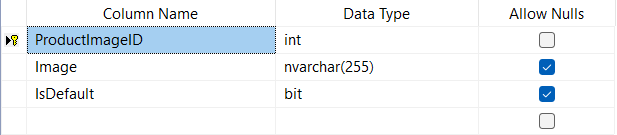 Column Name Data Type Allow Nulls
ProductImageID int
Image nvarchar(255)
IsDefault bit